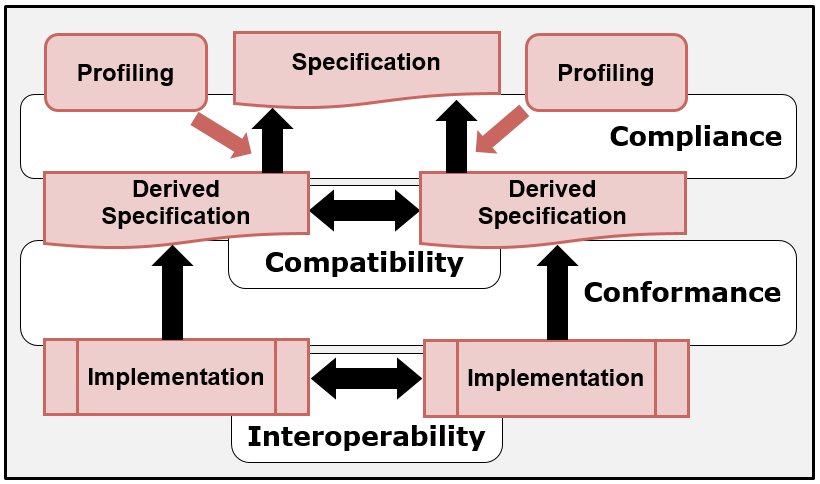 Profiling
Specification
Profiling
Compliance
Derived
Specification
Derived
Specification
Compatibility
Conformance
Implementation
Implementation
Interoperability